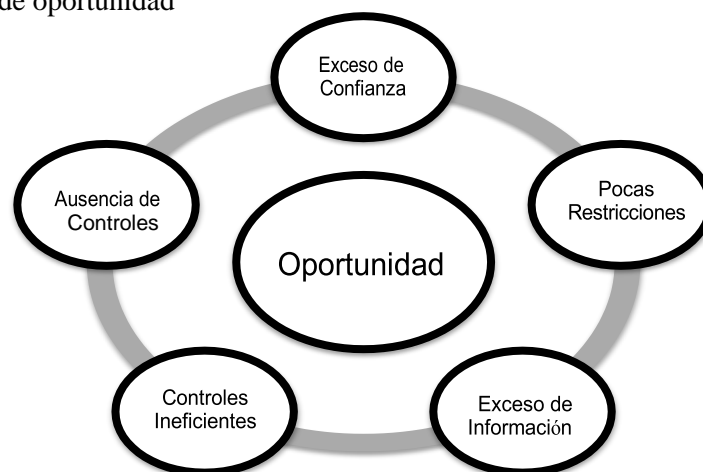 de oportunidad
Exceso de
Confianza
Pocas
Restricciones
Ausencia de
Controles
Oportunidad
Controles
Ineficientes
Exceso de
Información